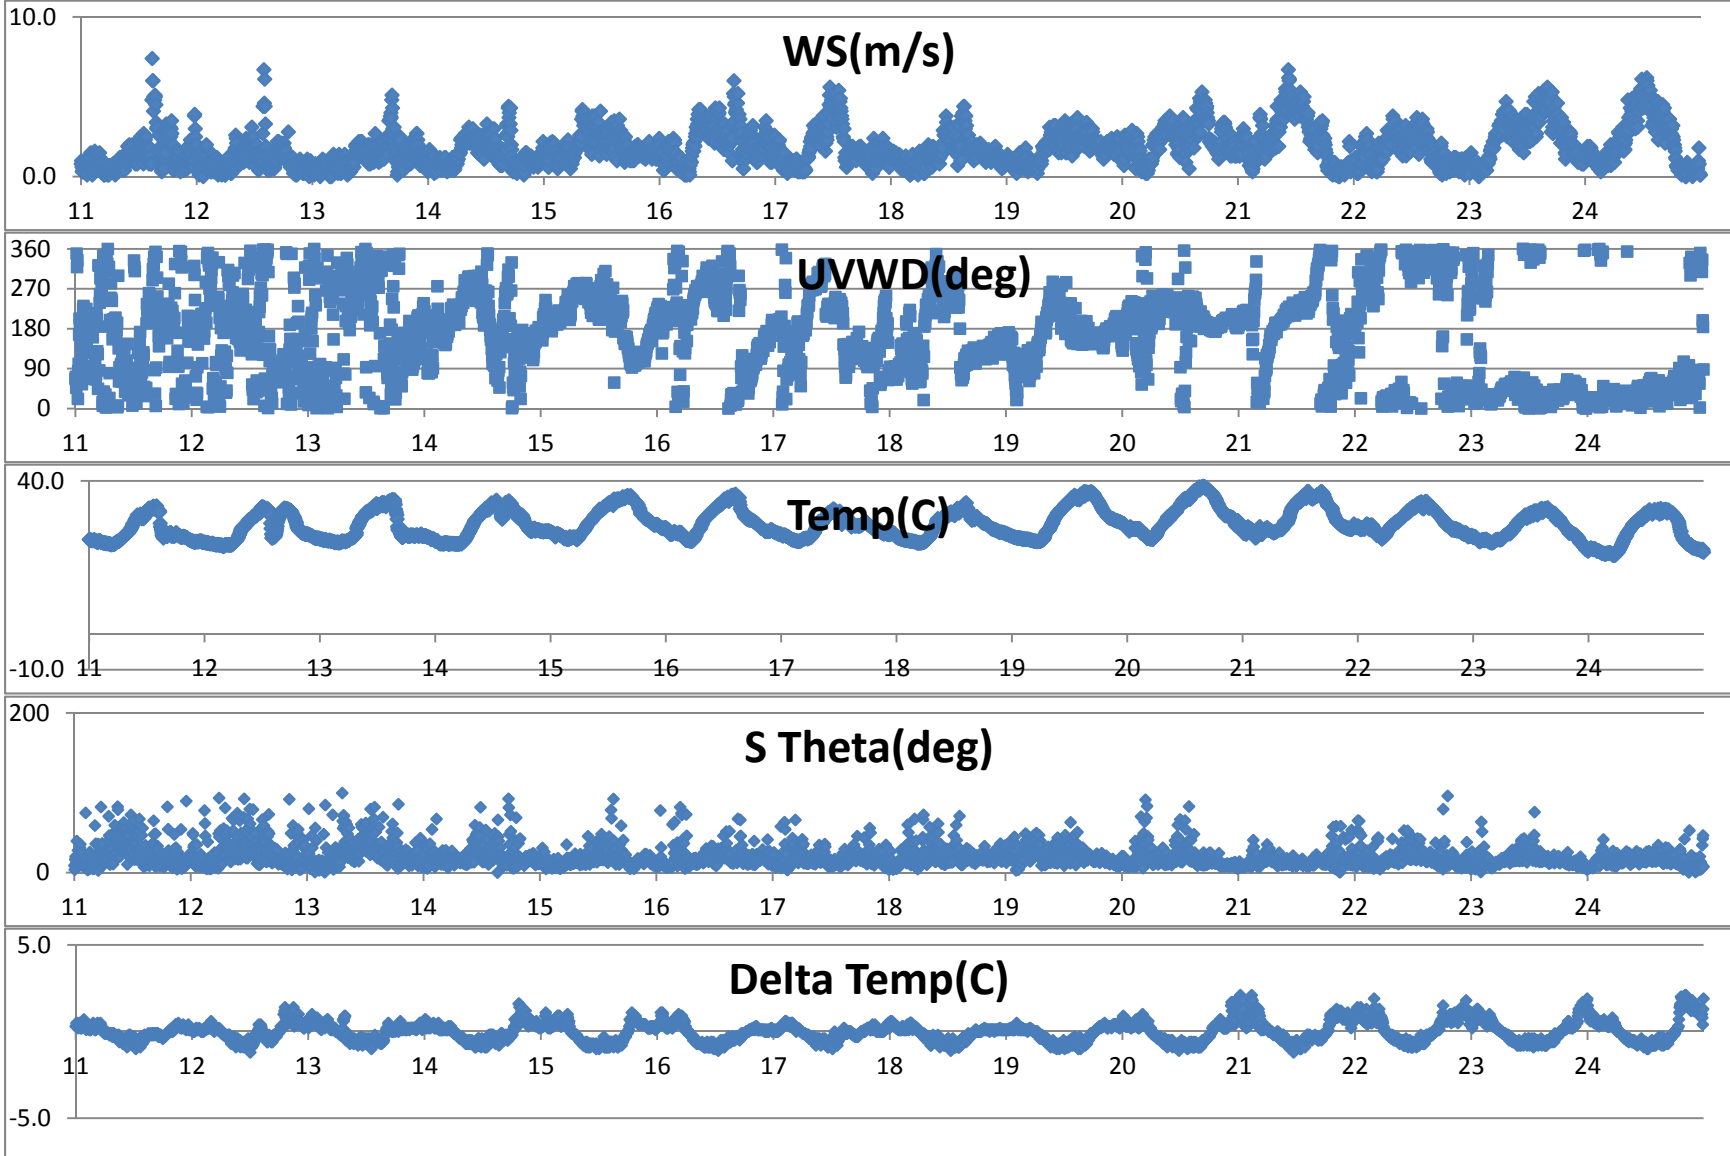 10.0
WS(m/s)
0.0
11 12 13 14 15 16 17 18 19 20 21 22 23 24
360
UVWD(deg)
270
180
90
0
11 12 13 14 15 16 17 18 19 20 21 22 23 24
40.0
Temp(C)
-10.0 11 12 13 14 15 16 17 18 19 20 21 22 23 24
200
S Theta(deg)
0
11 12 13 14 15 16 17 18 19 20 21 22 23 24
5.0
Delta Temp(C)
11 12 13 14 15 16 17 18 19 20 21 22 23 24
-5.0